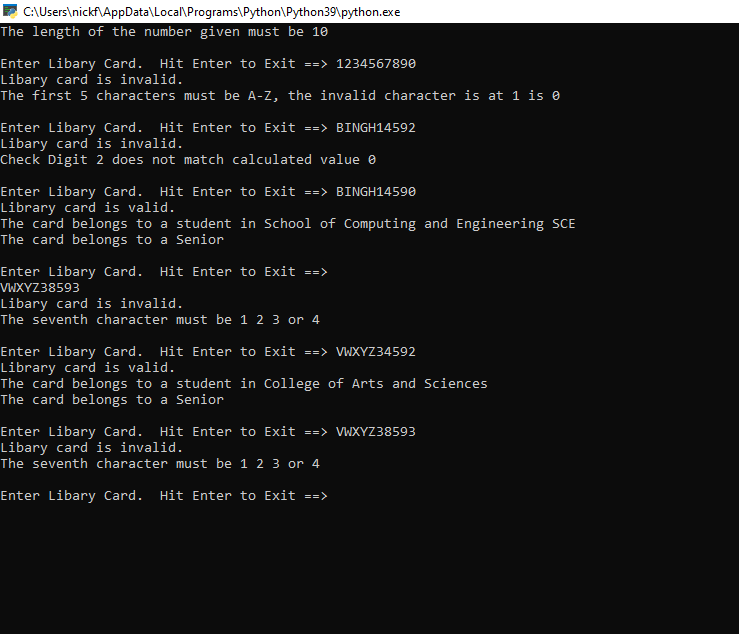 C:\Users\nickf\AppData\Local\Programs\Python\Python39\python.exe
The length of the number given must be 10
Enter Libary Card.  Hit Enter to Exit ==> 1234567890
Libary card is invalid.
The first 5 characters must be A-Z, the invalid character is at 1 is 0
Enter Libary Card.  Hit Enter to Exit ==> BINGH14592
Libary card is invalid.
Check Digit 2 does not match calculated value 0
Enter Libary Card.  Hit Enter to Exit ==> BINGH14590
Library card is valid.
The card belongs to a student in School of Computing and Engineering SCE
The card belongs to a Senior
Enter Libary Card.  Hit Enter to Exit ==>
VWXYZ38593
Libary card is invalid.
The seventh character must be 1 2 3 or 4
Enter Libary Card.  Hit Enter to Exit ==> VWXYZ34592
Library card is valid.
The card belongs to a student in College of Arts and Sciences
The card belongs to a Senior
Enter Libary Card.  Hit Enter to Exit ==> VWXYZ38593
Libary card is invalid.
The seventh character must be 1 2 3 or 4
Enter Libary Card.  Hit Enter to Exit ==>